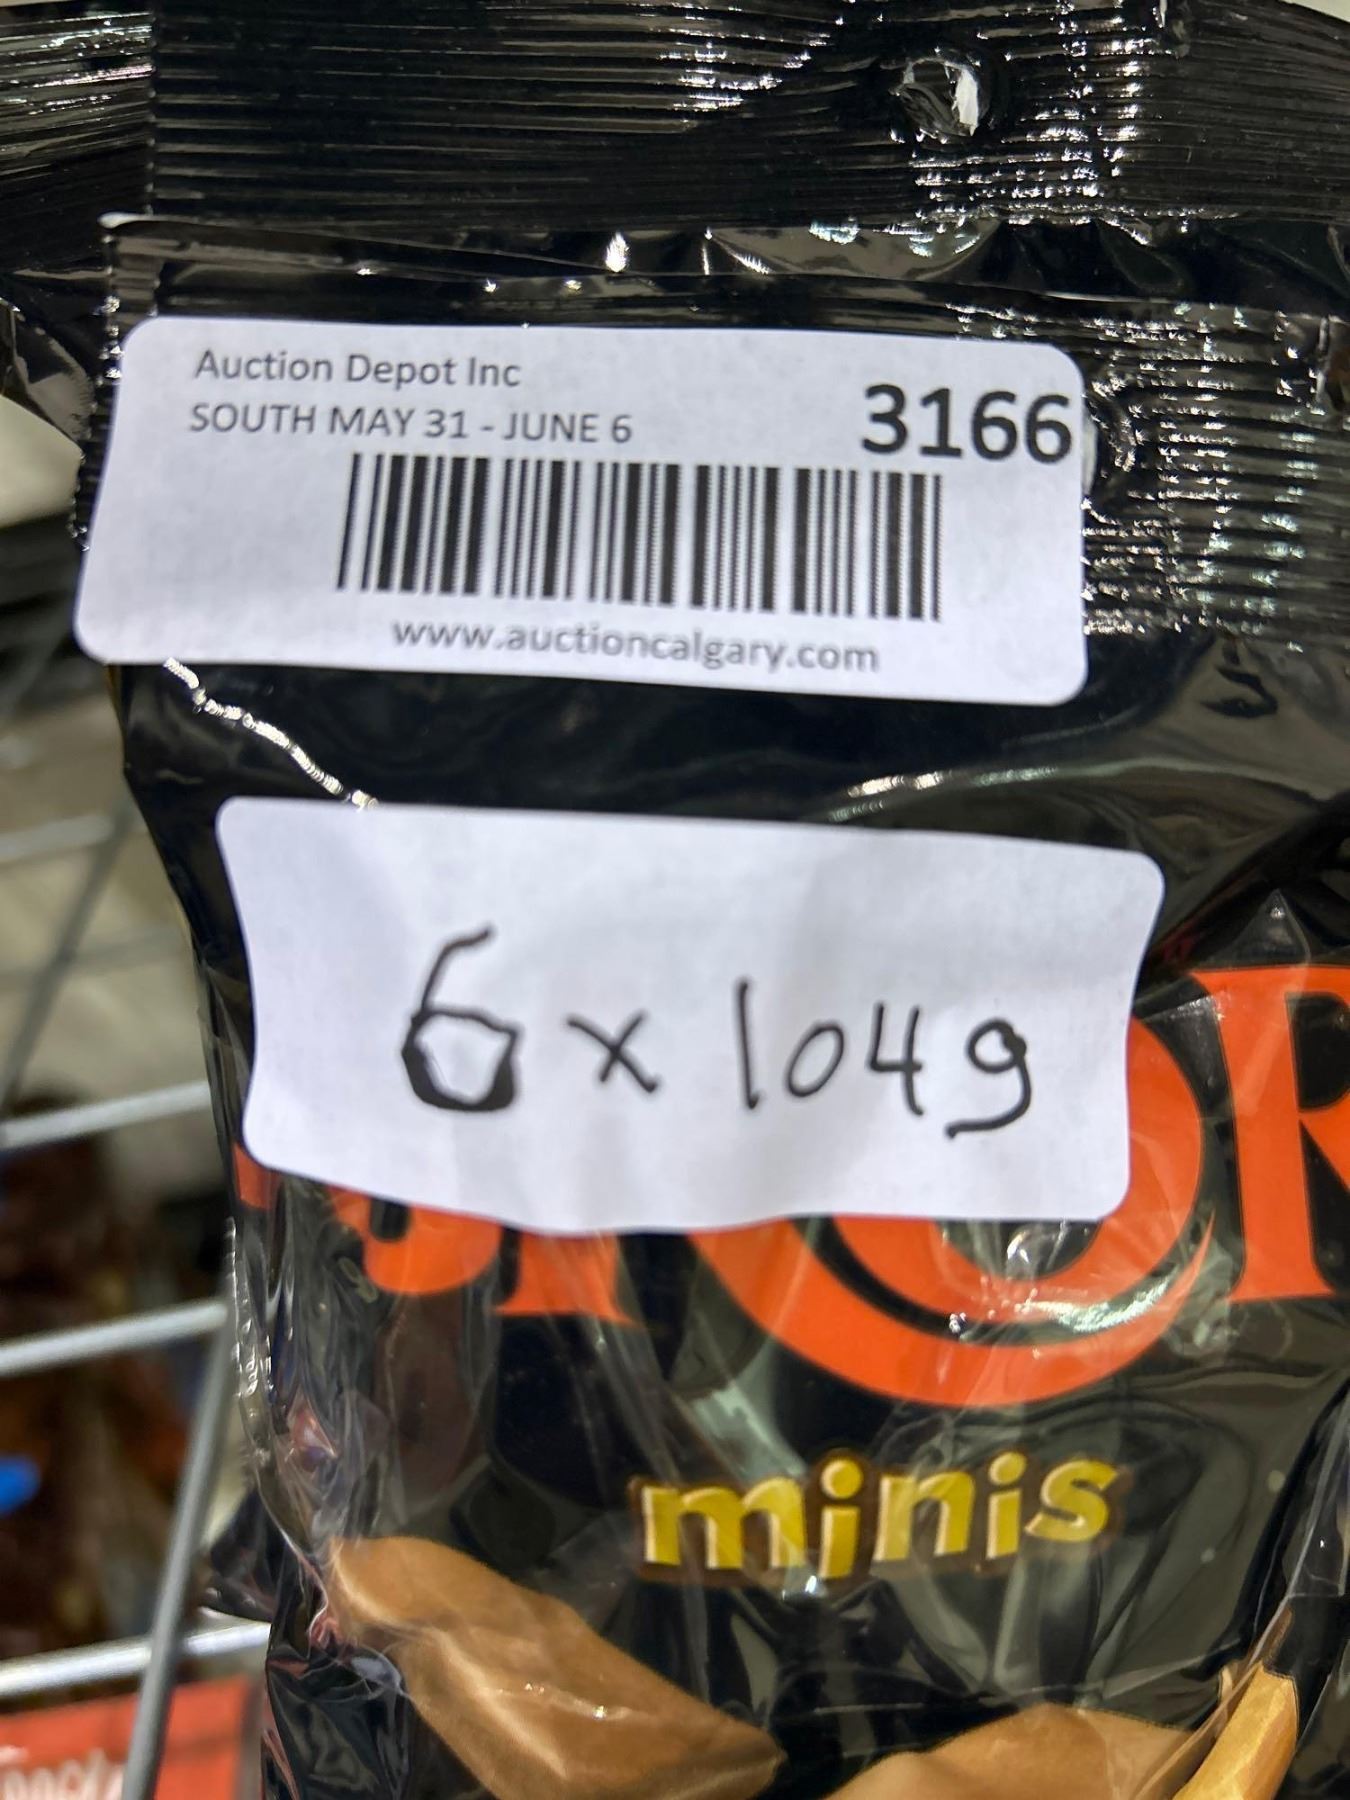 Auction Depot Inc
SOUTH MAY 31 - JUNE 6
3166
www.auctioncalgary.com
6 x 104g
minis